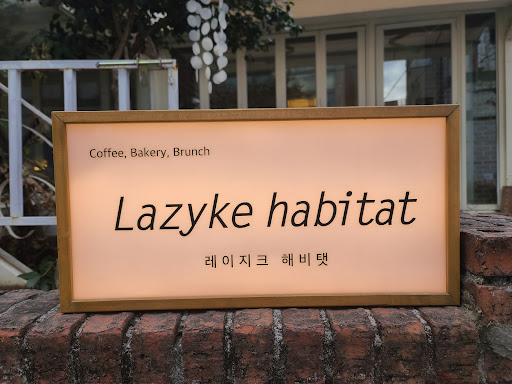 Coffee, Bakery, Brunch
Lazyke habitat
레이지크 해비탯